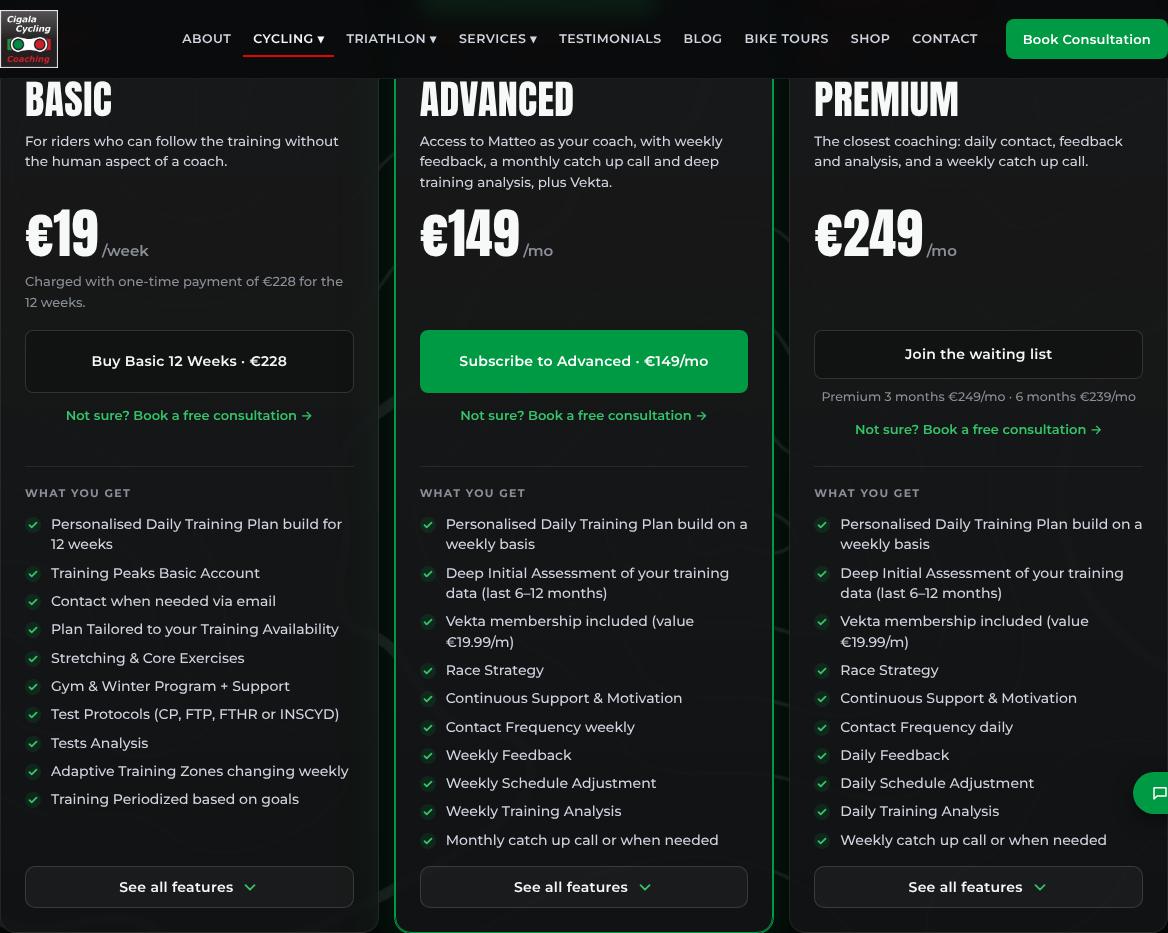 Cigala
Cycling
Coaching
ABOUT CYCLING ▾ TRIATHLON ▾ SERVICES ▾ TESTIMONIALS BLOG BIKE TOURS SHOP CONTACT Book Consultation
BASIC
For riders who can follow the training without
the human aspect of a coach.
€19 /week
Charged with one-time payment of €228 for the
12 weeks.
Buy Basic 12 Weeks · €228
Not sure? Book a free consultation →
WHAT YOU GET
Personalised Daily Training Plan build for
12 weeks
Training Peaks Basic Account
Contact when needed via email
Plan Tailored to your Training Availability
Stretching & Core Exercises
Gym & Winter Program + Support
Test Protocols (CP, FTP, FTHR or INSCYD)
Tests Analysis
Adaptive Training Zones changing weekly
Training Periodized based on goals
See all features
ADVANCED
Access to Matteo as your coach, with weekly
feedback, a monthly catch up call and deep
training analysis, plus Vekta.
€149 /mo
Subscribe to Advanced · €149/mo
Not sure? Book a free consultation →
WHAT YOU GET
Personalised Daily Training Plan build on a
weekly basis
Deep Initial Assessment of your training
data (last 6–12 months)
Vekta membership included (value
€19.99/m)
Race Strategy
Continuous Support & Motivation
Contact Frequency weekly
Weekly Feedback
Weekly Schedule Adjustment
Weekly Training Analysis
Monthly catch up call or when needed
See all features
PREMIUM
The closest coaching: daily contact, feedback
and analysis, and a weekly catch up call.
€249 /mo
Join the waiting list
Premium 3 months €249/mo · 6 months €239/mo
Not sure? Book a free consultation →
WHAT YOU GET
Personalised Daily Training Plan build on a
weekly basis
Deep Initial Assessment of your training
data (last 6–12 months)
Vekta membership included (value
€19.99/m)
Race Strategy
Continuous Support & Motivation
Contact Frequency daily
Daily Feedback
Daily Schedule Adjustment
Daily Training Analysis
Weekly catch up call or when needed
See all features